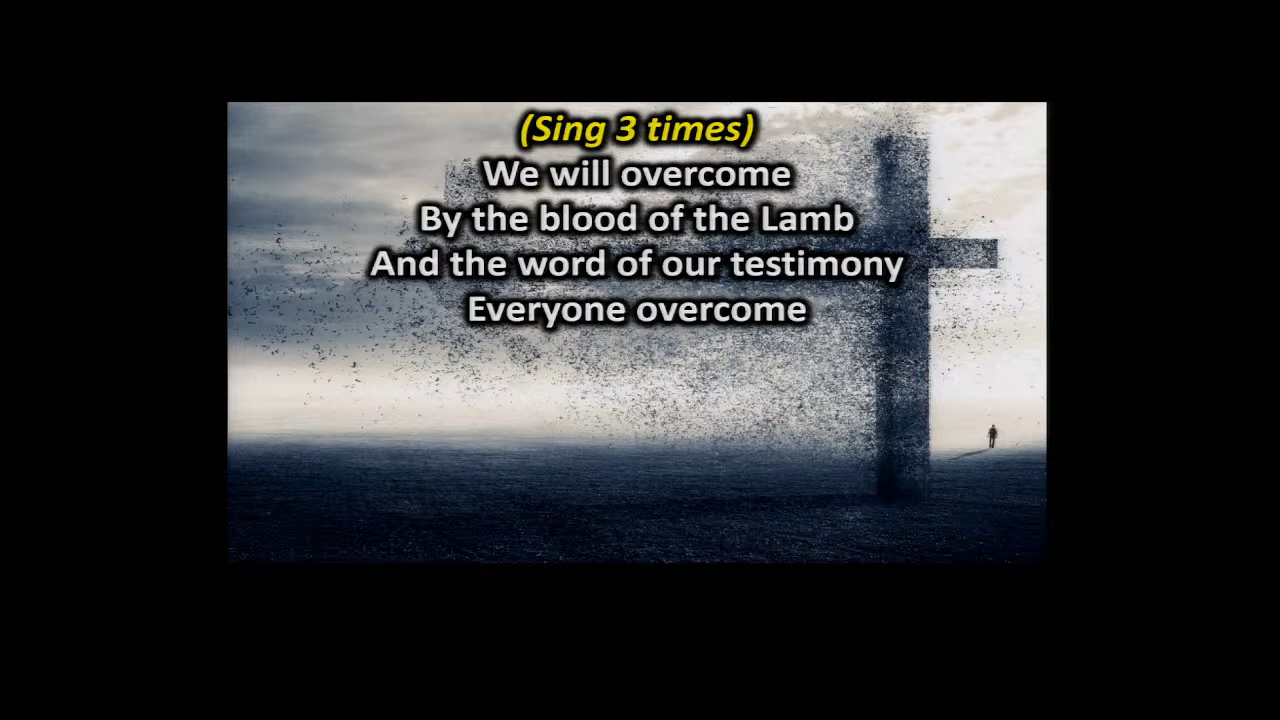 (Sing 3 times)
We will overcome
By the blood of the Lamb
And the word of our testimony
Everyone overcome